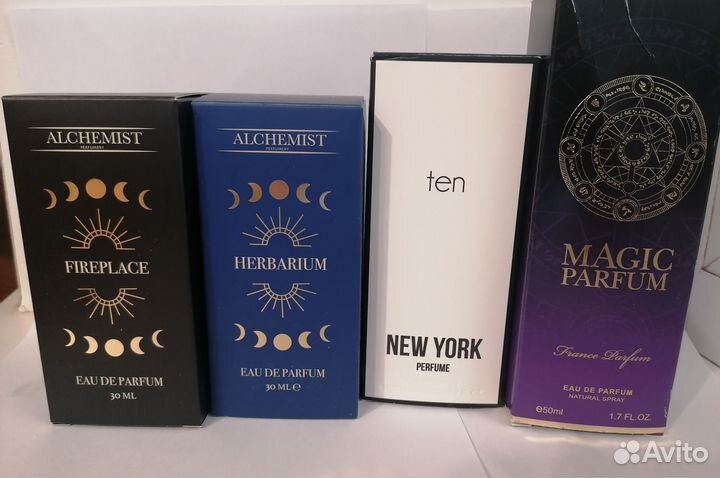 ALCHEMIST
PERFUMERY
FIREPLACE
EAU DE PARFUM
30 ML
ALCHEMIST
PERFUMERY
HERBARIUM
EAU DE PARFUM
30 ML e
ten
NEW YORK
PERFUME
MAGIC
PARFUM
France Parfum
EAU DE PARFUM
NATURAL SPRAY
e50ml 1.7 FL.OZ.
Avito